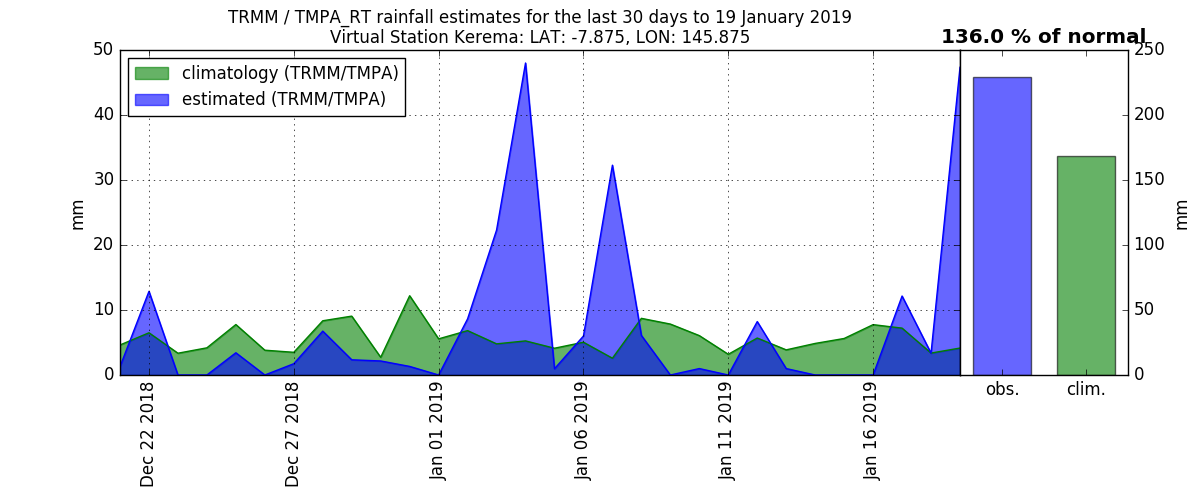 TRMM / TMPA_RT rainfall estimates for the last 30 days to 19 January 2019
Virtual Station Kerema: LAT: -7.875, LON: 145.875
136.0 % of normal
climatology (TRMM/TMPA)
estimated (TRMM/TMPA)
50
40
30
20
10
0
mm
Dec 22 2018
Dec 27 2018
Jan 01 2019
Jan 06 2019
Jan 11 2019
Jan 16 2019
obs.
clim.
250
200
150
100
50
0
mm